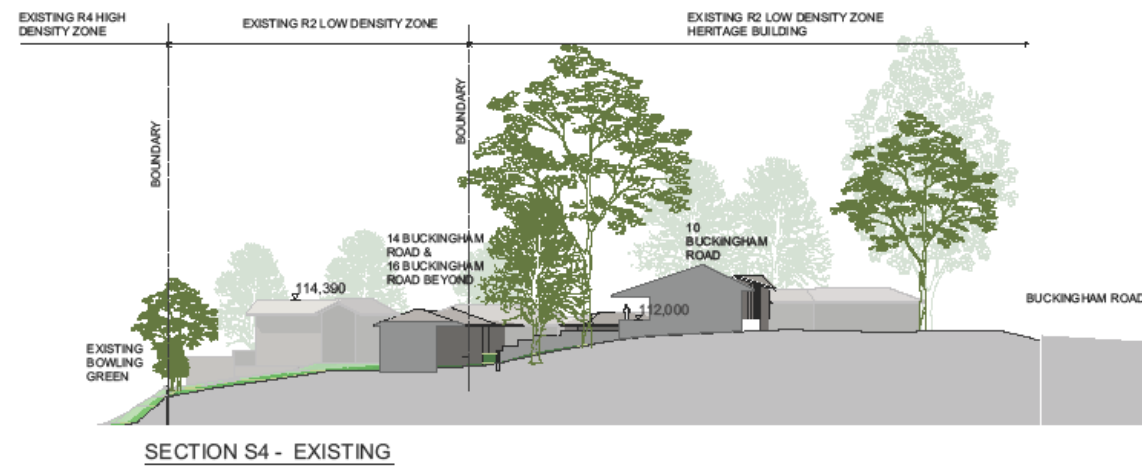 EXISTING R4 HIGH
DENSITY ZONE
EXISTING R2 LOW DENSITY ZONE
EXISTING R2 LOW DENSITY ZONE
HERITAGE BUILDING
BOUNDARY
BOUNDARY
14 BUCKINGHAM
ROAD &
16 BUCKINGHAM
ROAD BEYOND
10
BUCKINGHAM
ROAD
114,390
112,000
BUCKINGHAM ROAD
EXISTING
BOWLING
GREEN
SECTION S4 - EXISTING